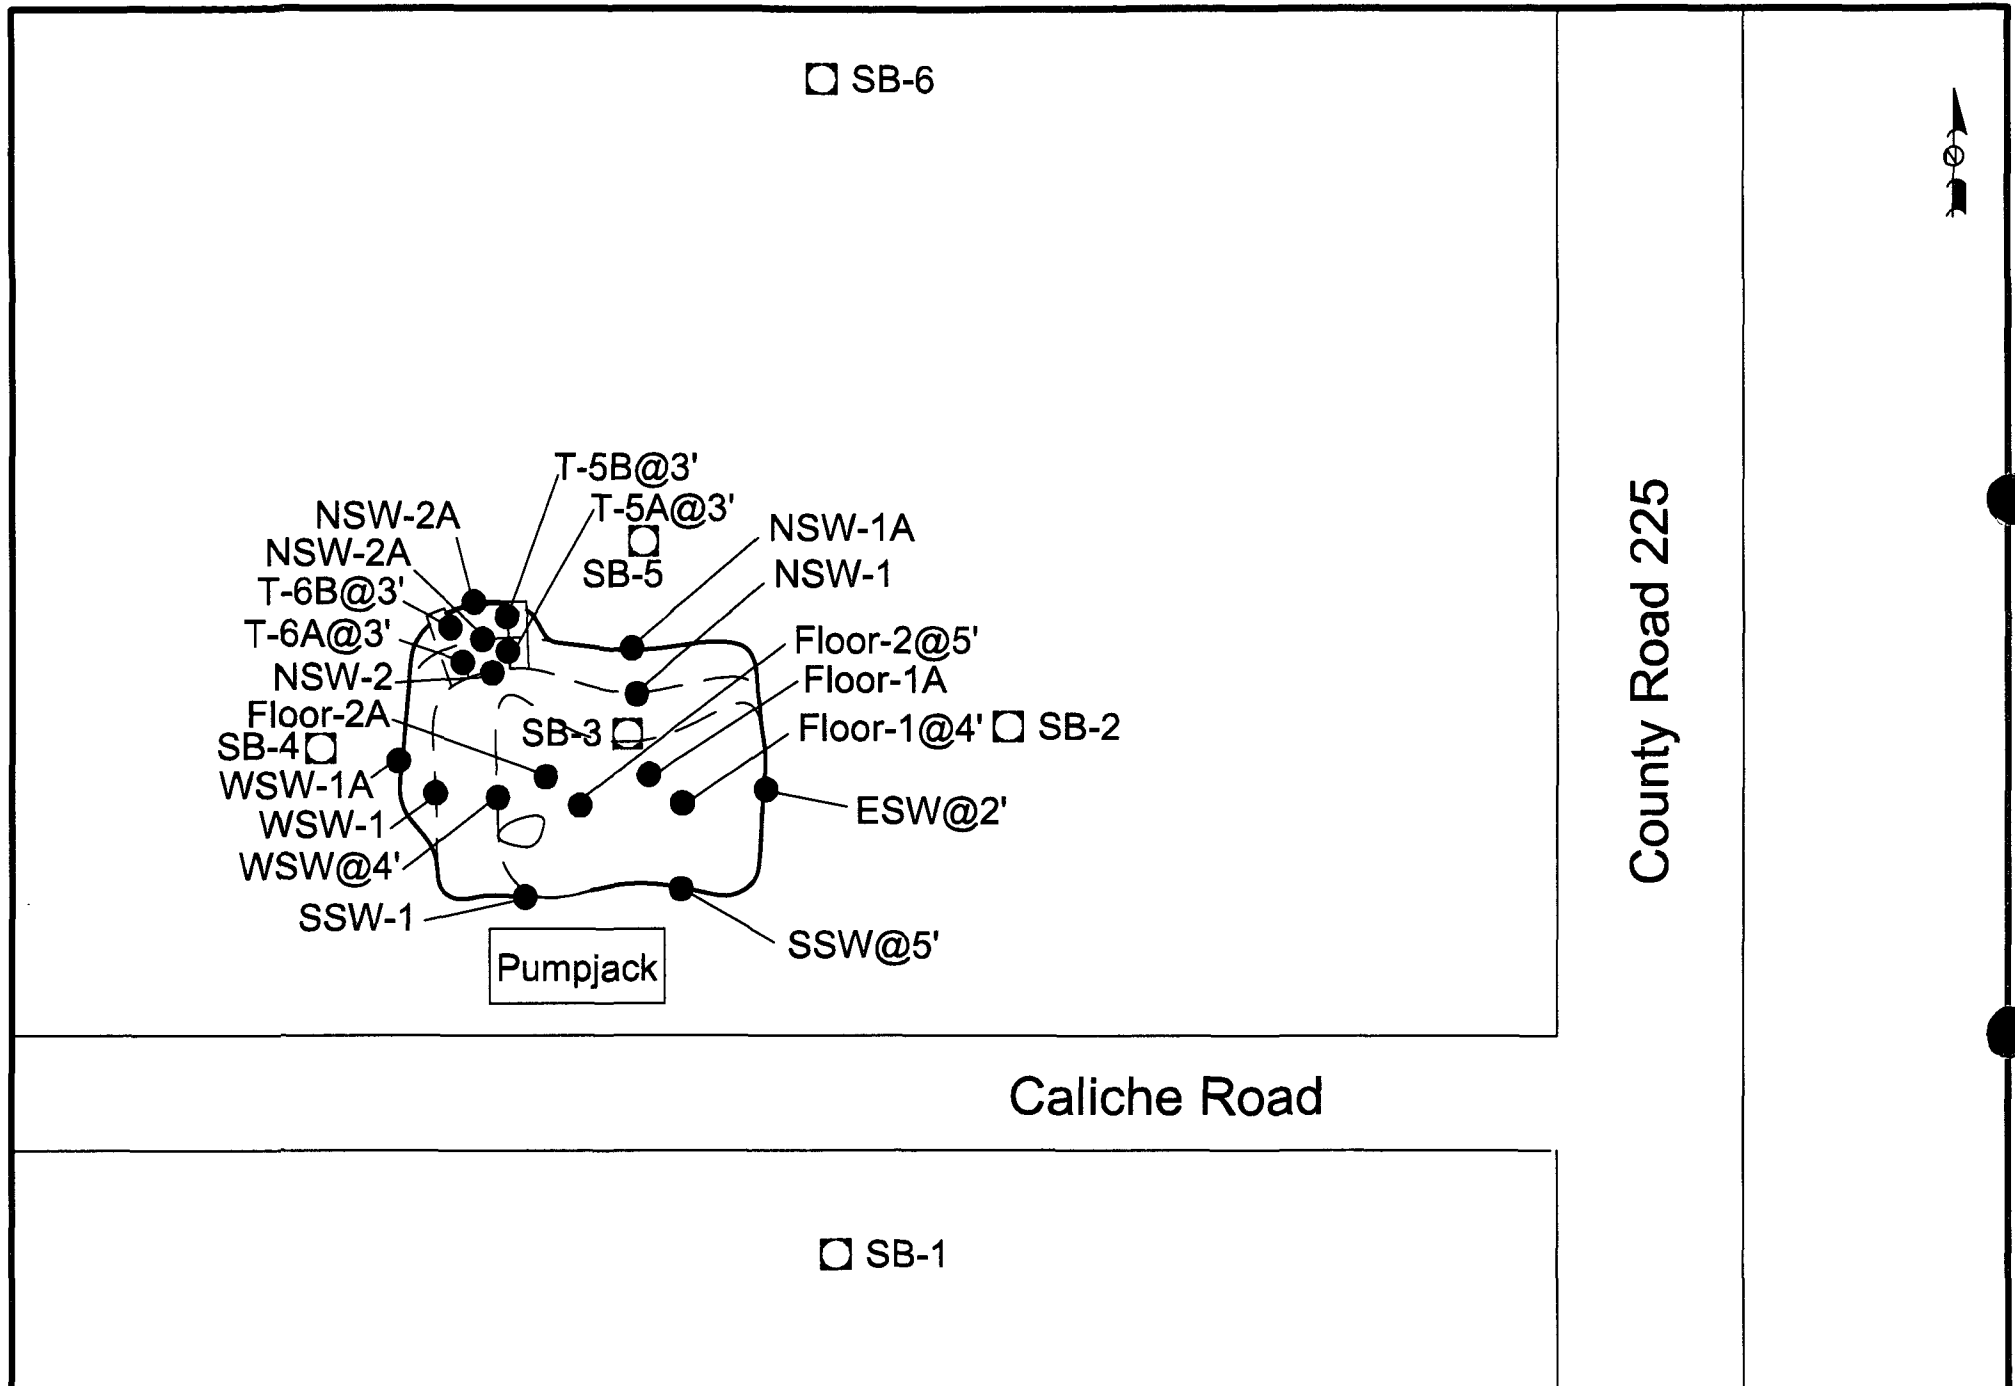 SB-6
T-5B@3'
T-5A@3'
NSW-2A
NSW-1A
NSW-2A
SB-5
NSW-1
T-6B@3'
T-6A@3'
Floor-2@5'
NSW-2
Floor-1A
Floor-2A
SB-3
Floor-1@4'
SB-2
SB-4
WSW-1A
ESW@2'
WSW-1
WSW@4'
SSW-1
SSW@5'
Pumpjack
County Road 225
Caliche Road
SB-1